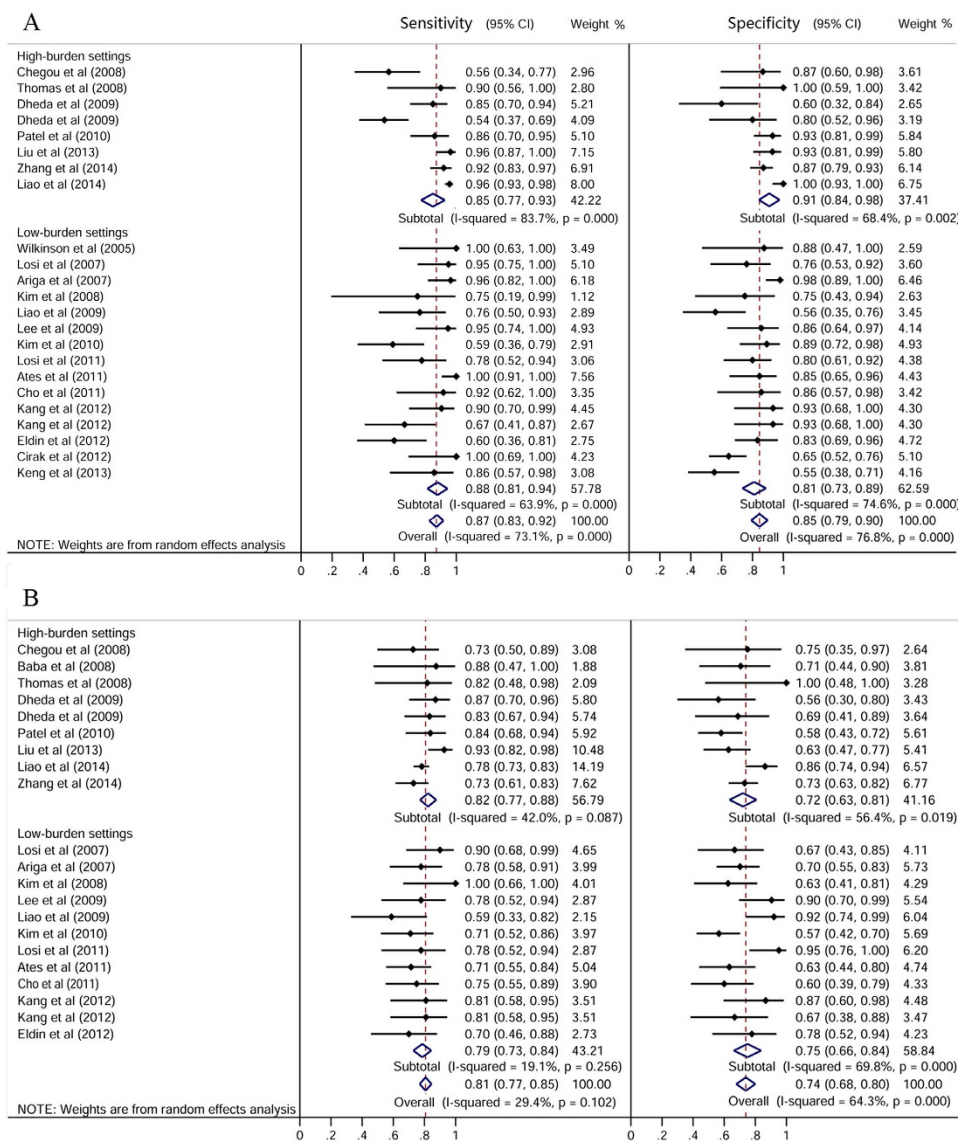 A
Sensitivity (95% CI) Weight % Specificity (95% CI) Weight %
High-burden settings
Chegou et al (2008) 0.56 (0.34, 0.77) 2.96 0.87 (0.60, 0.98) 3.61
Thomas et al 2008) 0.90 (0.56, 1.00) 2.80 1.00 (0.59, 1.00) 3.42
Dheda et al (2009) 0.85 (0.70, 0.94) 5.21 0.60 (0.32, 0.84) 2.65
Dheda et al (2009) 0.54 (0.37, 0.69) 4.09 0.80 (0.52, 0.96) 3.19
Patel et al (2010) 0.86 (0.70, 0.95) 5.10 0.93 (0.81, 0.99) 5.84
Liu et al (2013) 0.96 (0.87, 1.00) 7.15 0.93 (0.81, 0.99) 5.80
Zhang et al (2014) 0.92 (0.83, 0.97) 6.91 0.87 (0.79, 0.93) 6.14
Liao et al (2014) 0.96 (0.93, 0.98) 8.00 1.00 (0.93, 1.00) 6.75
0.85 (0.77, 0.93) 42.22 0.91 (0.84, 0.98) 37.41
Subtotal (I-squared = 83.7%, p = 0.000) Subtotal (I-squared = 68.4%, p = 0.002)
Low-burden settings
Wilkinson et al (2005) 1.00 (0.63, 1.00) 3.49 0.88 (0.47, 1.00) 2.59
Losi et al (2007) 0.95 (0.75, 1.00) 5.10 0.76 (0.53, 0.92) 3.60
Ariga et al (2007) 0.96 (0.82, 1.00) 6.18 0.98 (0.89, 1.00) 6.46
Kim et al (2008) 0.75 (0.19, 0.99) 1.12 0.75 (0.43, 0.94) 2.63
Liao et al (2009) 0.76 (0.50, 0.93) 2.89 0.56 (0.35, 0.76) 3.45
Lee et al (2009) 0.95 (0.74, 1.00) 4.93 0.86 (0.64, 0.97) 4.14
Kim et al (2010) 0.59 (0.36, 0.79) 2.91 0.89 (0.72, 0.98) 4.93
Losi et al (2011) 0.78 (0.52, 0.94) 3.06 0.80 (0.61, 0.92) 4.38
Ates et al (2011) 1.00 (0.91, 1.00) 7.56 0.85 (0.65, 0.96) 4.43
Cho et al (2011) 0.92 (0.62, 1.00) 3.35 0.86 (0.57, 0.98) 3.42
Kang et al (2012) 0.90 (0.70, 0.99) 4.45 0.93 (0.68, 1.00) 4.30
Kang et al (2012) 0.67 (0.41, 0.87) 2.67 0.93 (0.68, 1.00) 4.30
Eldin et al (2012) 0.60 (0.36, 0.81) 2.75 0.83 (0.69, 0.96) 4.72
Cirak et al (2012) 1.00 (0.69, 1.00) 4.23 0.65 (0.52, 0.76) 5.10
Keng et al (2013) 0.86 (0.57, 0.98) 3.08 0.55 (0.38, 0.71) 4.16
0.88 (0.81, 0.94) 57.78 0.81 (0.73, 0.89) 62.59
Subtotal (I-squared = 63.9%, p = 0.000) Subtotal (I-squared = 74.6%, p = 0.000)
0.87 (0.83, 0.92) 100.00 0.85 (0.79, 0.90) 100.00
NOTE: Weights are from random effects analysis Overall (I-squared = 73.1%, p = 0.000) Overall (I-squared = 76.8%, p = 0.000)
0 .2 .4 .6 .8 1 0 .2 .4 .6 .8 1
B
High-burden settings
Chegou et al (2008) 0.73 (0.50, 0.89) 3.08 0.75 (0.35, 0.97) 2.64
Baba et al (2008) 0.88 (0.47, 1.00) 1.88 0.71 (0.44, 0.90) 3.81
Thomas et al (2008) 0.82 (0.48, 0.98) 2.09 1.00 (0.48, 1.00) 3.28
Dheda et al (2009) 0.87 (0.70, 0.96) 5.80 0.56 (0.30, 0.80) 3.43
Dheda et al (2009) 0.83 (0.67, 0.94) 5.74 0.69 (0.41, 0.89) 3.64
Patel et al (2010) 0.84 (0.68, 0.94) 5.92 0.58 (0.43, 0.72) 5.61
Liu et al (2013) 0.93 (0.82, 0.98) 10.48 0.63 (0.47, 0.77) 5.41
Liao et al (2014) 0.78 (0.73, 0.83) 14.19 0.86 (0.74, 0.94) 6.57
Zhang et al (2014) 0.73 (0.61, 0.83) 7.62 0.73 (0.63, 0.82) 6.77
0.82 (0.77, 0.88) 56.79 0.72 (0.63, 0.81) 41.16
Subtotal (I-squared = 42.0%, p = 0.087) Subtotal (I-squared = 56.4%, p = 0.019)
Low-burden settings
Losi et al (2007) 0.90 (0.68, 0.99) 4.65 0.67 (0.43, 0.85) 4.11
Ariga et al (2007) 0.78 (0.58, 0.91) 3.99 0.70 (0.55, 0.83) 5.73
Kim et al (2008) 1.00 (0.66, 1.00) 4.01 0.63 (0.41, 0.81) 4.29
Lee et al (2009) 0.78 (0.52, 0.94) 2.87 0.90 (0.70, 0.99) 5.54
Liao et al (2009) 0.59 (0.33, 0.82) 2.15 0.92 (0.74, 0.99) 6.04
Kim et al (2010) 0.71 (0.52, 0.86) 3.97 0.57 (0.42, 0.70) 5.69
Losi et al (2011) 0.78 (0.52, 0.94) 2.87 0.95 (0.76, 1.00) 6.20
Ates et al (2011) 0.71 (0.55, 0.84) 5.04 0.63 (0.44, 0.80) 4.74
Cho et al (2011) 0.75 (0.55, 0.89) 3.90 0.60 (0.39, 0.79) 4.33
Kang et al (2012) 0.81 (0.58, 0.95) 3.51 0.87 (0.60, 0.98) 4.48
Kang et al (2012) 0.81 (0.58, 0.95) 3.51 0.67 (0.38, 0.88) 3.47
Eldin et al (2012) 0.70 (0.46, 0.88) 2.73 0.78 (0.52, 0.94) 4.23
0.79 (0.73, 0.84) 43.21 0.75 (0.66, 0.84) 58.84
Subtotal (I-squared = 19.1%, p = 0.256) Subtotal (I-squared = 69.8%, p = 0.000)
0.81 (0.77, 0.85) 100.00 0.74 (0.68, 0.80) 100.00
NOTE: Weights are from random effects analysis Overall (I-squared = 29.4%, p = 0.102) Overall (I-squared = 64.3%, p = 0.000)
0 .2 .4 .6 .8 1 0 .2 .4 .6 .8 1